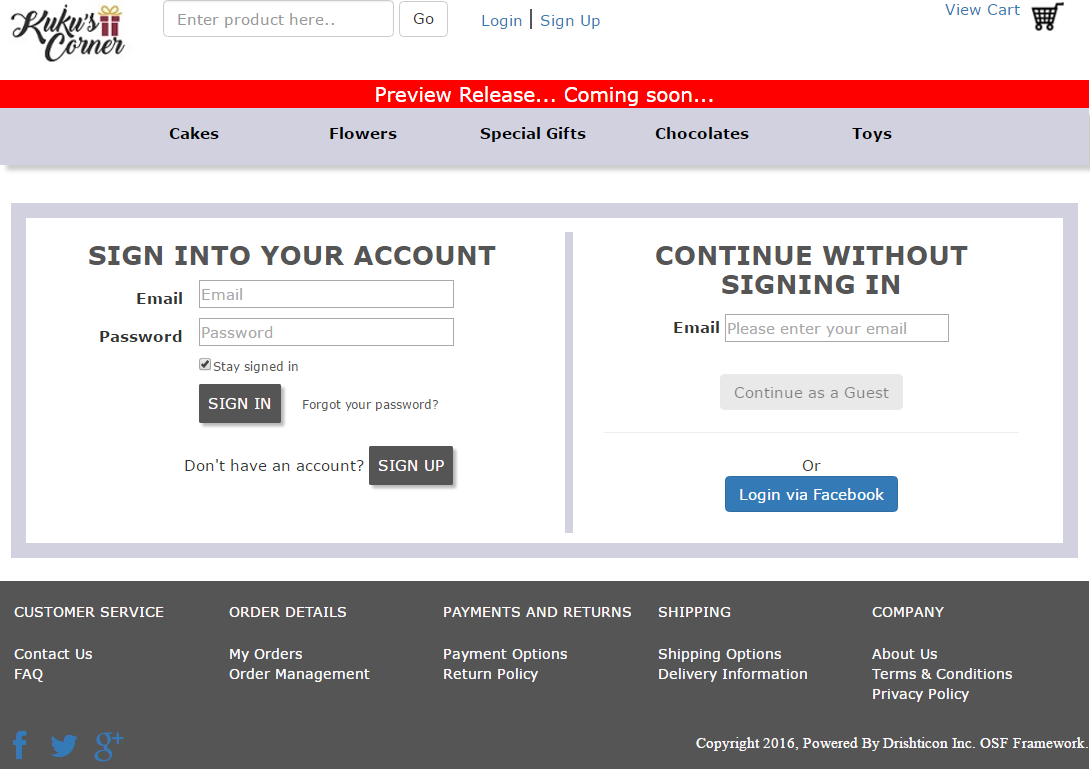 Kuku's
Corner
Enter product here..
Go
Login | Sign Up
View Cart
Preview Release... Coming soon...
Cakes Flowers Special Gifts Chocolates Toys
SIGN INTO YOUR ACCOUNT
Email Email
Password Password
Stay signed in
SIGN IN Forgot your password?
Don't have an account? SIGN UP
CONTINUE WITHOUT
SIGNING IN
Email Please enter your email
Continue as a Guest
Or
Login via Facebook
CUSTOMER SERVICE
Contact Us
FAQ
ORDER DETAILS
My Orders
Order Management
PAYMENTS AND RETURNS
Payment Options
Return Policy
SHIPPING
Shipping Options
Delivery Information
COMPANY
About Us
Terms & Conditions
Privacy Policy
f g+
Copyright 2016, Powered By Drishticon Inc. OSF Framework.